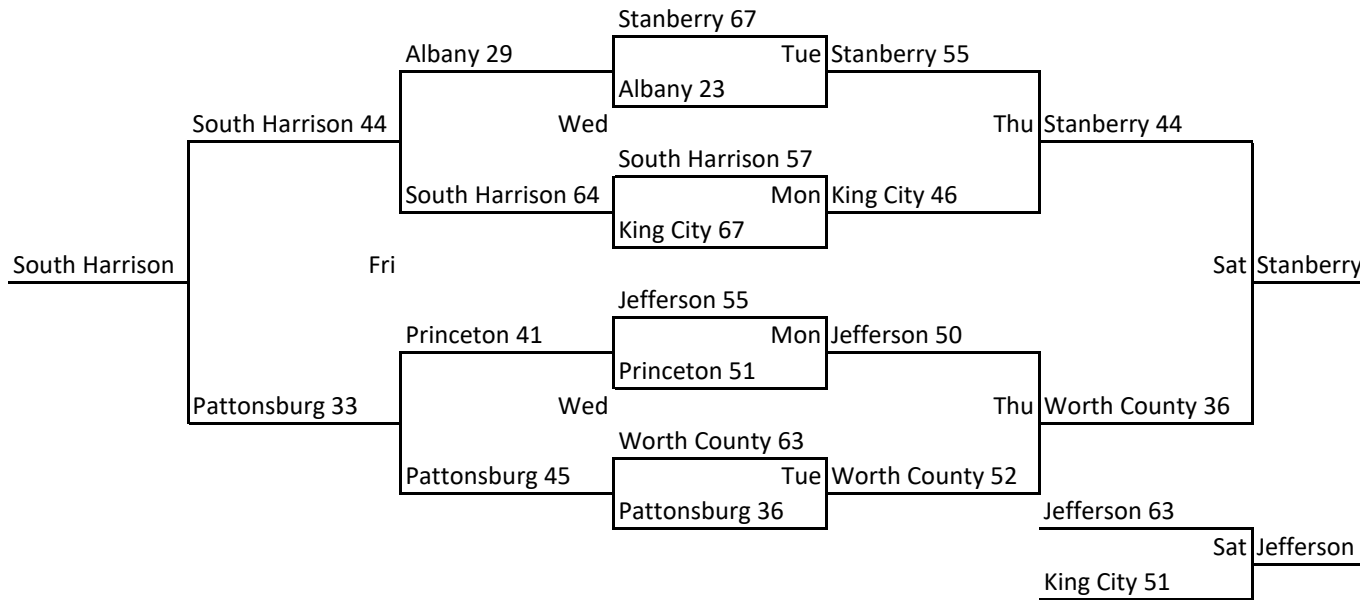 Stanberry 67
Albany 29
Tue
Stanberry 55
Albany 23
South Harrison 44
Wed
Thu
Stanberry 44
South Harrison 57
South Harrison 64
Mon
King City 46
King City 67
South Harrison
Fri
Sat
Stanberry
Jefferson 55
Princeton 41
Mon
Jefferson 50
Princeton 51
Pattonsburg 33
Wed
Thu
Worth County 36
Worth County 63
Pattonsburg 45
Tue
Worth County 52
Pattonsburg 36
Jefferson 63
Sat
Jefferson
King City 51